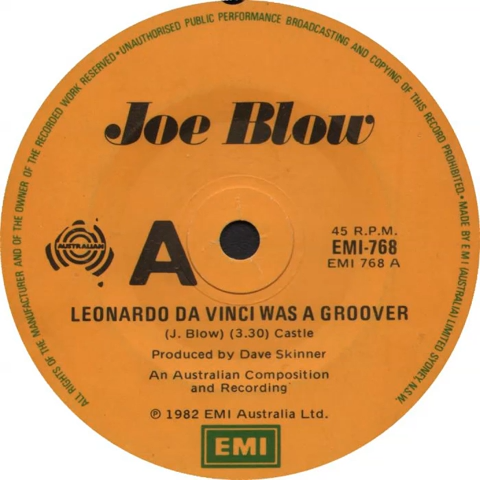 ALL RIGHTS OF THE MANUFACTURER AND OF THE OWNER OF THE RECORDED WORK RESERVED • UNAUTHORISED PUBLIC PERFORMANCE BROADCASTING AND COPYING OF THIS RECORD PROHIBITED. • MADE BY E M I (AUSTRALIA) LIMITED SYDNEY N.S.W.
Joe Blow
AUSTRALIAN
A
45 R.P.M.
EMI-768
EMI 768 A
LEONARDO DA VINCI WAS A GROOVER
(J. Blow) (3.30) Castle
Produced by Dave Skinner
An Australian Composition
and Recording
℗ 1982 EMI Australia Ltd.
EMI